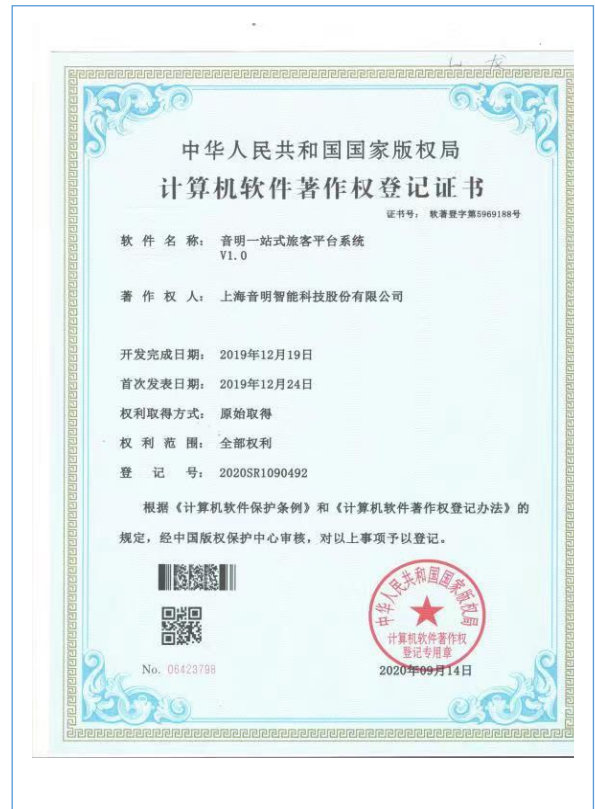 中华人民共和国国家版权局
计算机软件著作权登记证书
证书号： 软著登字第5969188号
软件名称： 音明一站式旅客平台系统
V1.0
著作权人： 上海音明智能科技股份有限公司
开发完成日期： 2019年12月19日
首次发表日期： 2019年12月24日
权利取得方式： 原始取得
权利范围： 全部权利
登记号： 2020SR1090492
根据《计算机软件保护条例》和《计算机软件著作权登记办法》的
规定，经中国版权保护中心审核，对以上事项予以登记。
中华人民共和国国家版权局
计算机软件著作权
登记专用章
No. 06423798
2020年09月14日